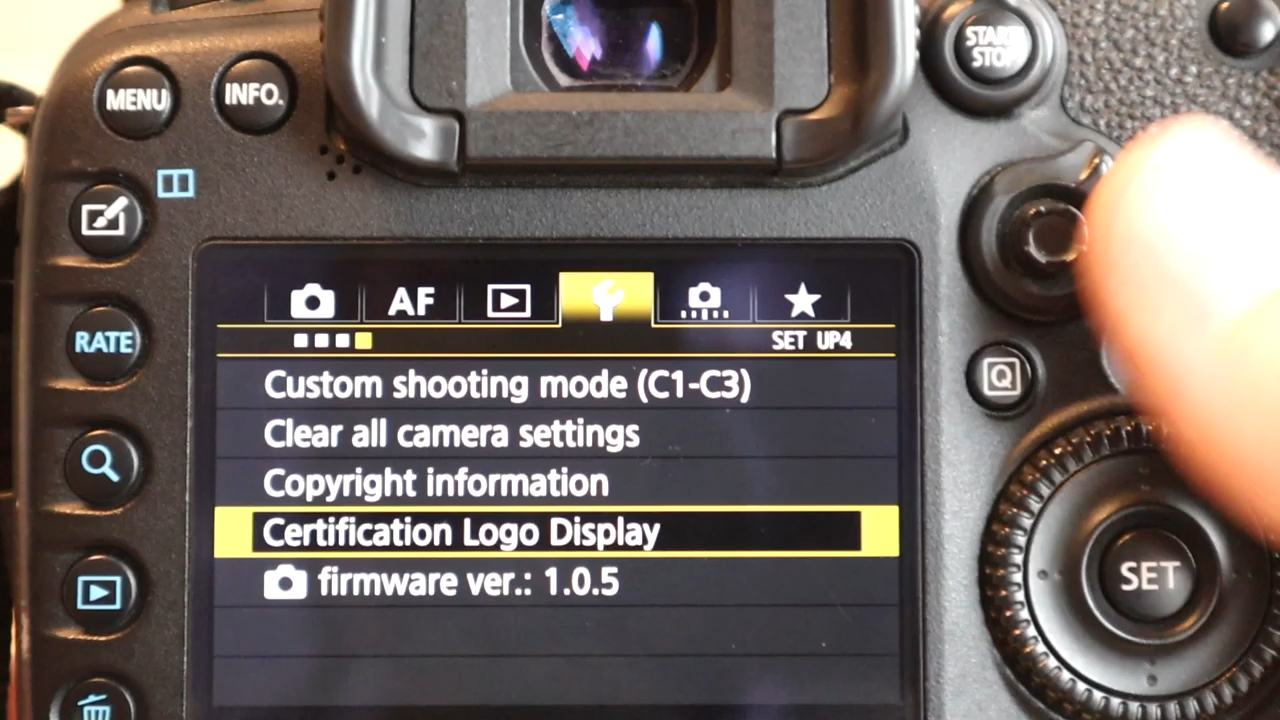 MENU
INFO.
START
STOP
RATE
AF
SET UP4
Custom shooting mode (C1-C3)
Clear all camera settings
Copyright information
Certification Logo Display
firmware ver.: 1.0.5
Q
SET